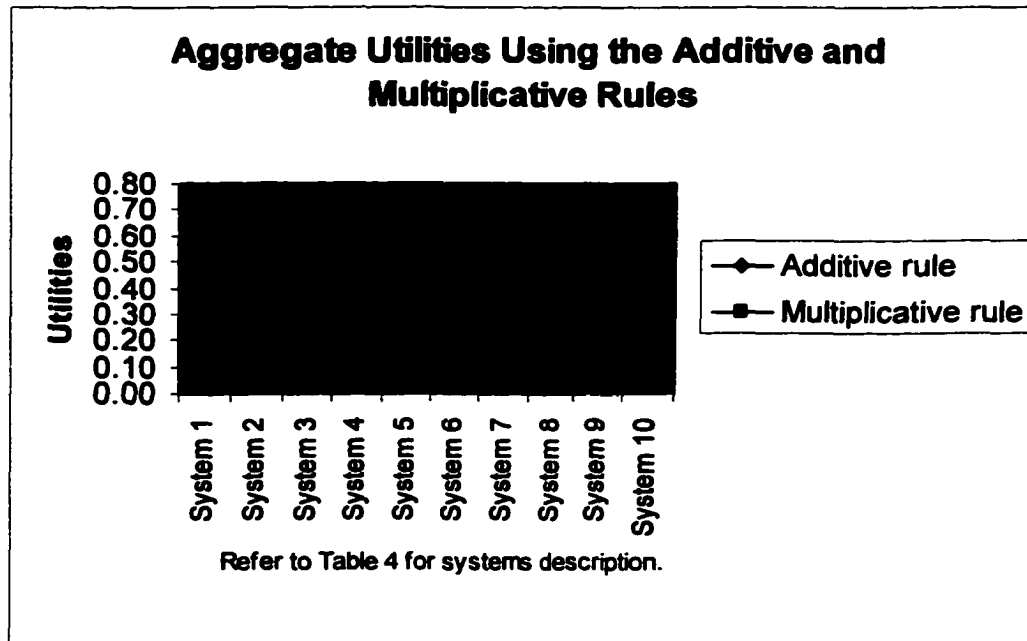 Aggregate Utilities Using the Additive and
Multiplicative Rules
Utilities
0.80
0.70
0.60
0.50
0.40
0.30
0.20
0.10
0.00
System 1
System 2
System 3
System 4
System 5
System 6
System 7
System 8
System 9
System 10
Additive rule
Multiplicative rule
Refer to Table 4 for systems description.